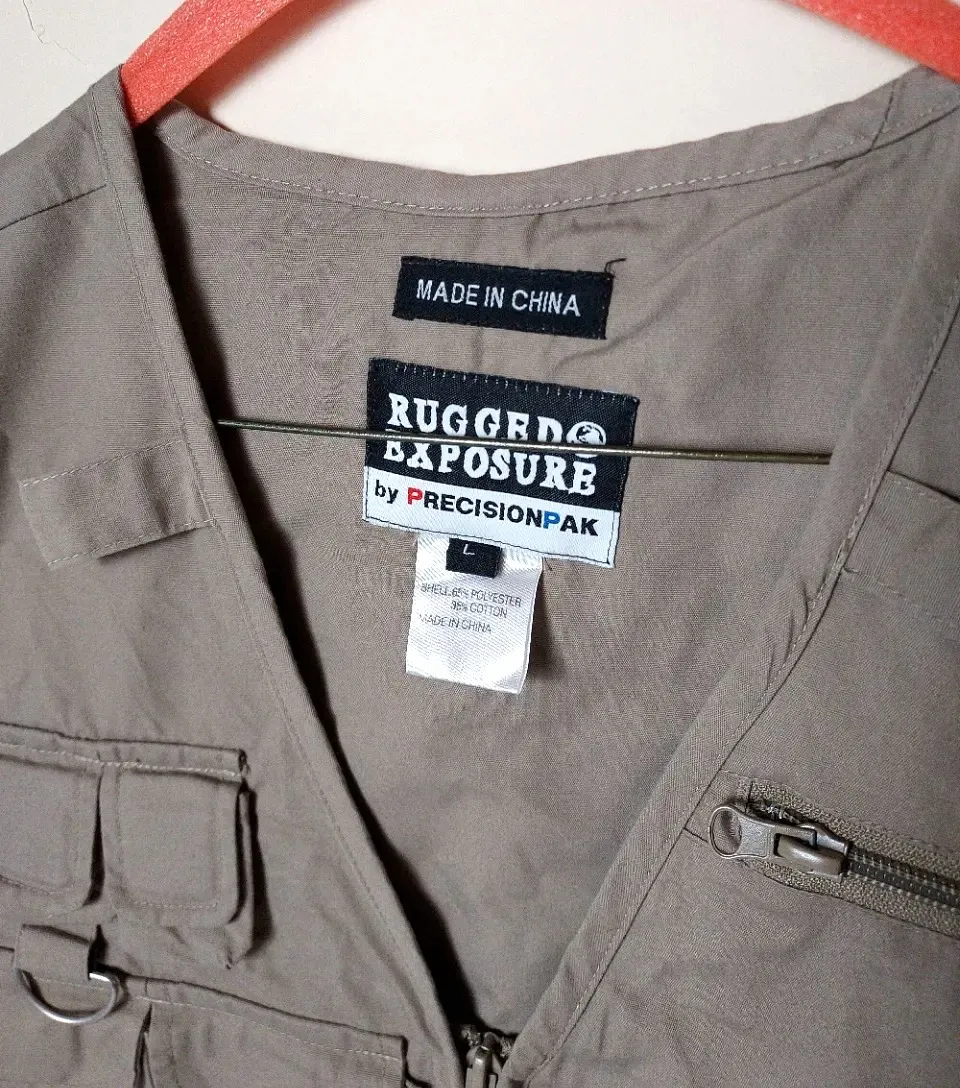 MADE IN CHINA
RUGGED
EXPOSURE
by PRECISIONPAK
L
SHELL:65% POLYESTER
35% COTTON
MADE IN CHINA